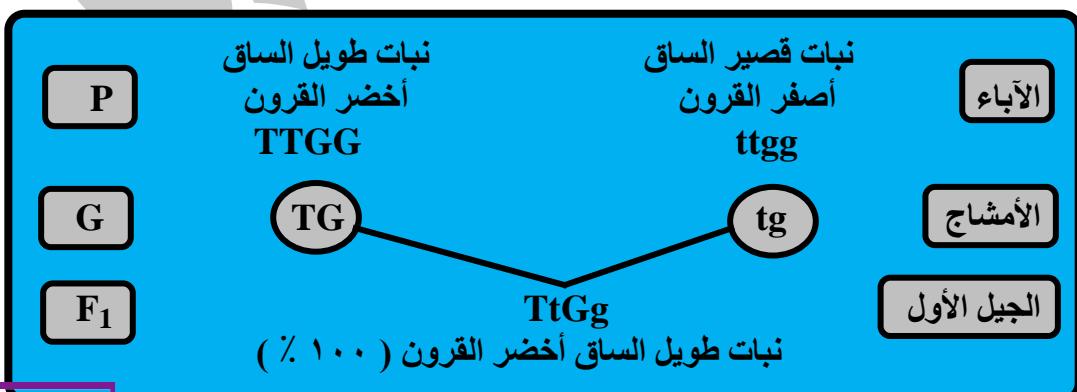 نبات قصير الساق
أصفر القرون
ttgg
نبات طويل الساق
أخضر القرون
TTGG
الآباء
P
الأمشاج
tg
TG
G
الجيل الأول
TtGg
F1
نبات طويل الساق أخضر القرون ( ١٠٠ ٪ )